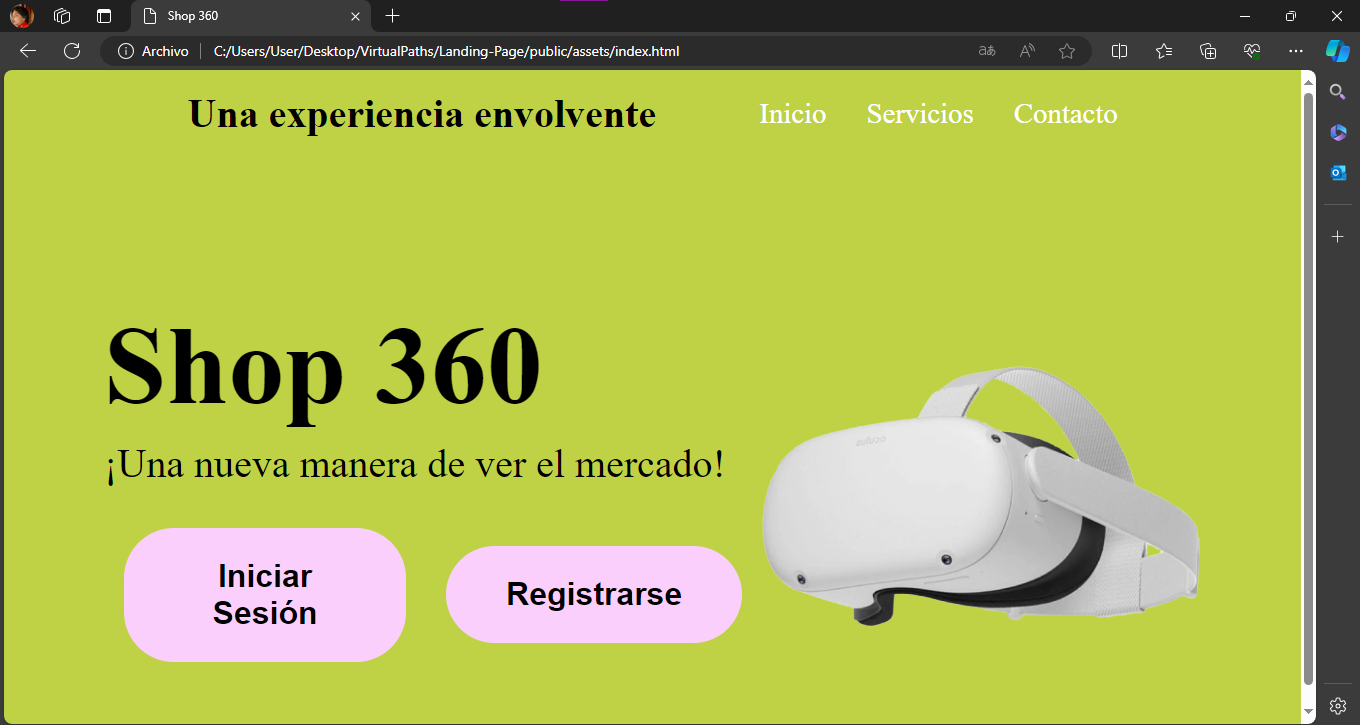 Shop 360
Archivo
C:/Users/User/Desktop/VirtualPaths/Landing-Page/public/assets/index.html
Una experiencia envolvente
Inicio Servicios Contacto
Shop 360
¡Una nueva manera de ver el mercado!
Iniciar
Sesión
Registrarse
oculus